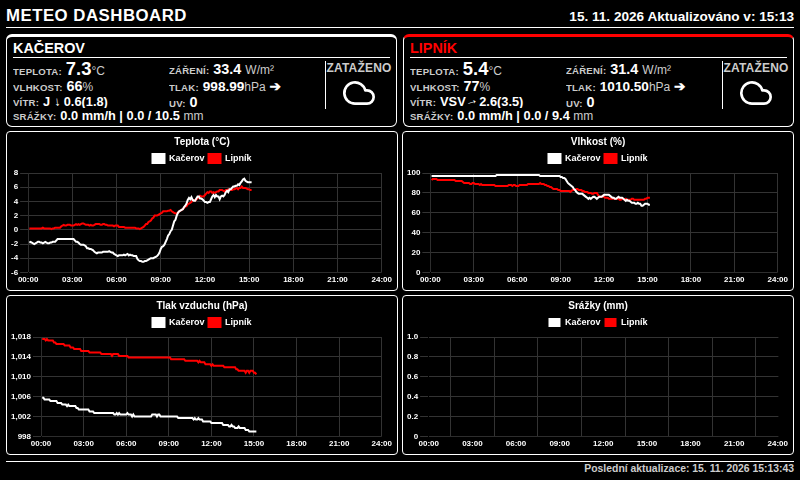 METEO DASHBOARD
15. 11. 2026 Aktualizováno v: 15:13
KAČEROV
TEPLOTA: 7.3°C
ZÁŘENÍ: 33.4 W/m²
ZATAŽENO
VLHKOST: 66%
TLAK: 998.99hPa ➔
VÍTR: J ↓ 0.6(1.8)
UV: 0
SRÁŽKY: 0.0 mm/h | 0.0 / 10.5 mm
LIPNÍK
TEPLOTA: 5.4°C
ZÁŘENÍ: 31.4 W/m²
ZATAŽENO
VLHKOST: 77%
TLAK: 1010.50hPa ➔
VÍTR: VSV → 2.6(3.5)
UV: 0
SRÁŽKY: 0.0 mm/h | 0.0 / 9.4 mm
Teplota (°C)
Kačerov Lipník
8
6
4
2
0
-2
-4
-6
00:00 03:00 06:00 09:00 12:00 15:00 18:00 21:00 24:00
Vlhkost (%)
Kačerov Lipník
100
80
60
40
20
0
00:00 03:00 06:00 09:00 12:00 15:00 18:00 21:00 24:00
Tlak vzduchu (hPa)
Kačerov Lipník
1,018
1,014
1,010
1,006
1,002
998
00:00 03:00 06:00 09:00 12:00 15:00 18:00 21:00 24:00
Srážky (mm)
Kačerov Lipník
1.0
0.8
0.6
0.4
0.2
0
00:00 03:00 06:00 09:00 12:00 15:00 18:00 21:00 24:00
Poslední aktualizace: 15. 11. 2026 15:13:43